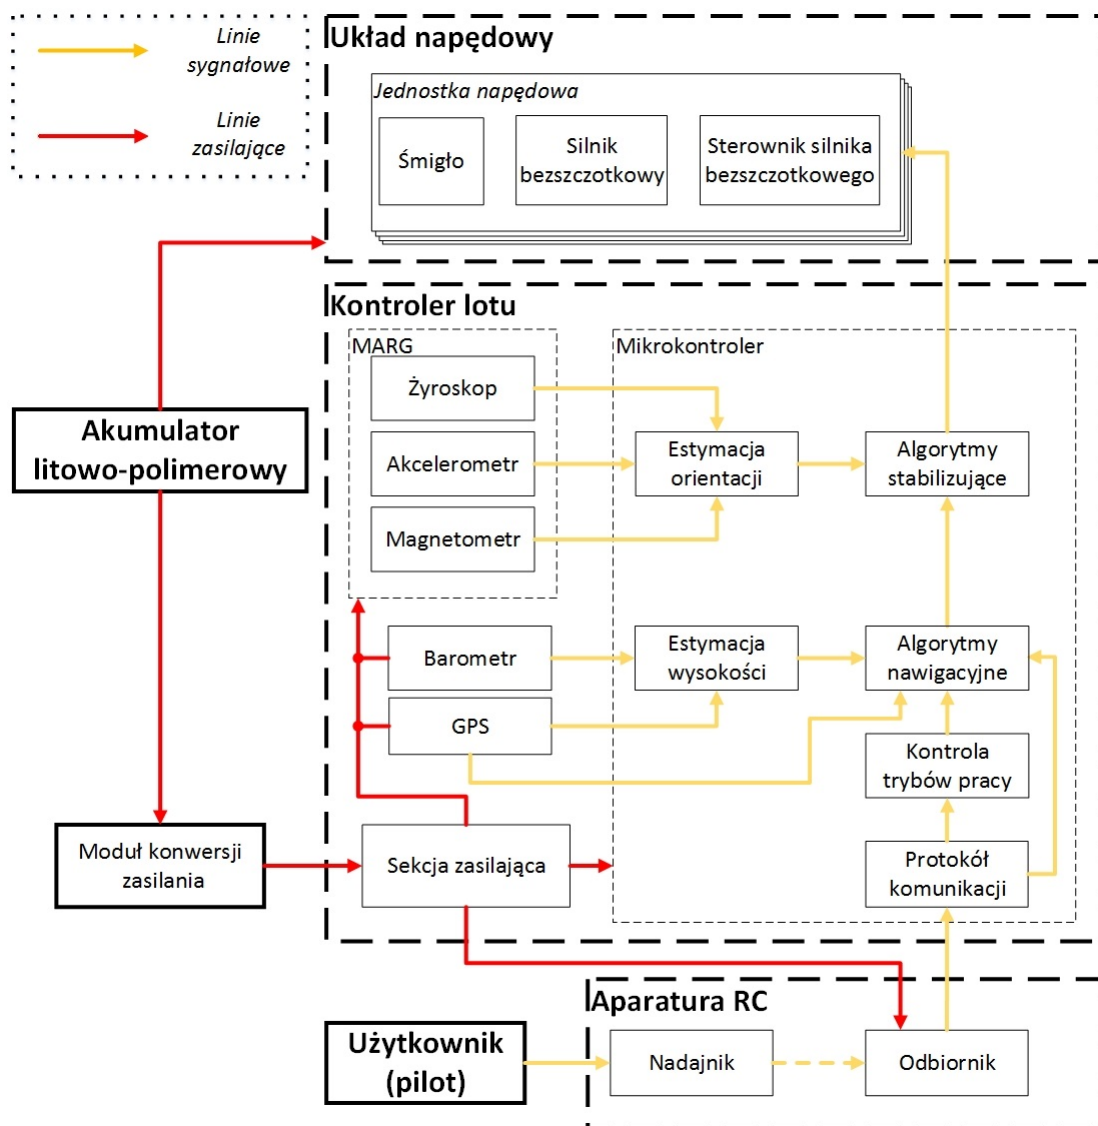 Linie
sygnałowe
Linie
zasilające
Układ napędowy
Jednostka napędowa
Śmigło
Silnik
bezszczotkowy
Sterownik silnika
bezszczotkowego
Kontroler lotu
MARG
Żyroskop
Akcelerometr
Magnetometr
Mikrokontroler
Estymacja
orientacji
Algorytmy
stabilizujące
Akumulator
litowo-polimerowy
Barometr
Estymacja
wysokości
Algorytmy
nawigacyjne
GPS
Kontrola
trybów pracy
Moduł konwersji
zasilania
Sekcja zasilająca
Protokół
komunikacji
Aparatura RC
Użytkownik
(pilot)
Nadajnik
Odbiornik